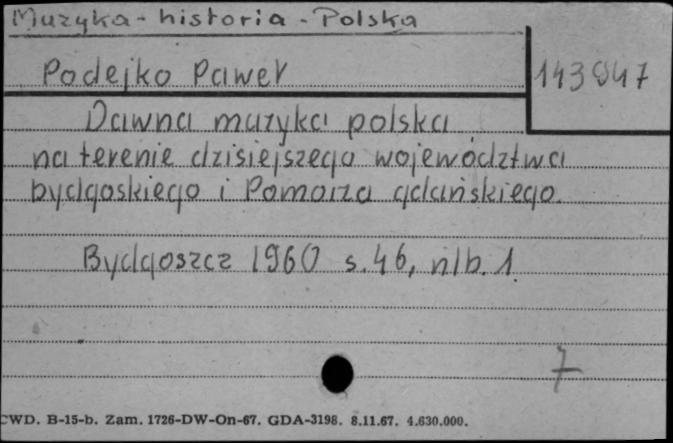 Muzyka - historia - Polska
Podejko Paweł
143947
Dawna muzyka polska
na terenie dzisiejszego województwa
bydgoskiego i Pomorza gdańskiego.
Bydgoszcz 1960 s. 46, nlb. 1
7
CWD. B-15-b. Zam. 1726-DW-On-67. GDA-3198. 8.11.67. 4.630.000.